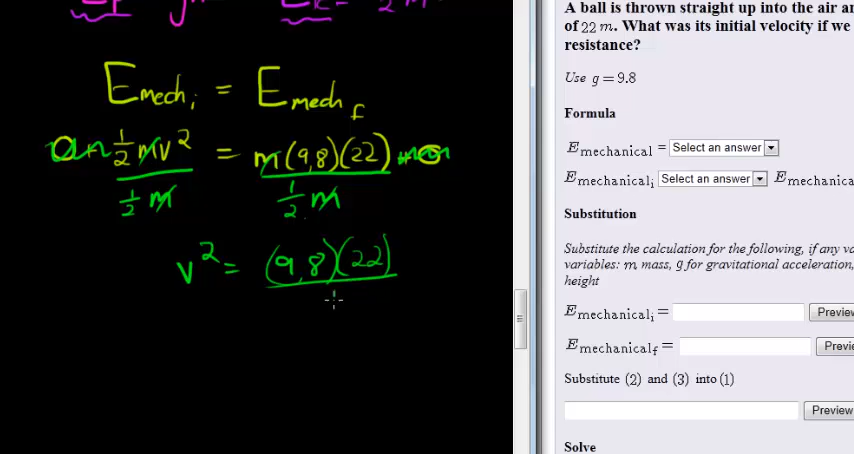 E_mech_i = E_mech_f
½mv² = m(9,8)(22)
½m ½m
v² = (9,8)(22)
A ball is thrown straight up into the air an
of 22 m. What was its initial velocity if we
resistance?
Use g = 9.8
Formula
E_mechanical = Select an answer
E_mechanical_i Select an answer E_mechanica
Substitution
Substitute the calculation for the following, if any va
variables: m, mass, g for gravitational acceleration,
height
E_mechanical_i = Preview
E_mechanical_f = Previe
Substitute (2) and (3) into (1)
Preview
Solve